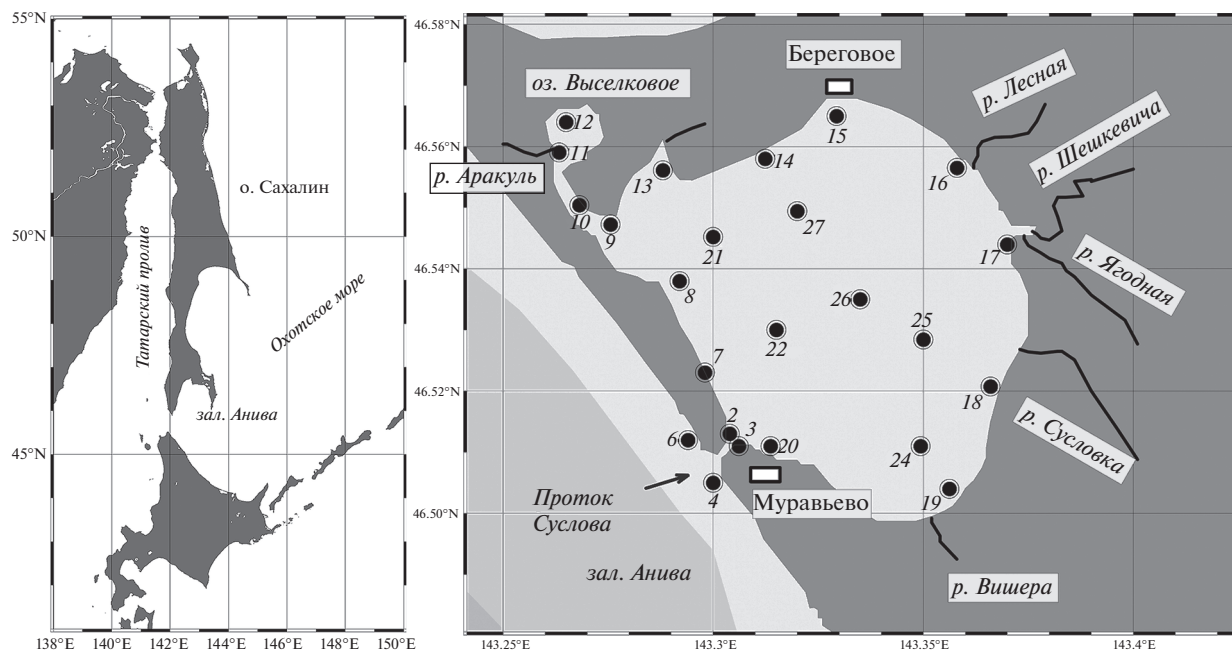 55°N
50°N
45°N
138°E
140°E
142°E
144°E
146°E
148°E
150°E
о. Сахалин
Татарский пролив
Охотское море
зал. Анива
46.58°N
46.56°N
46.54°N
46.52°N
46.50°N
143.25°E
143.3°E
143.35°E
143.4°E
Береговое
оз. Выселковое
р. Лесная
р. Шешкевича
р. Аракуль
р. Ягодная
р. Сусловка
Проток
Суслова
Муравьево
зал. Анива
р. Вишера
12
11
10
9
13
14
15
16
17
27
21
8
26
25
22
7
18
2
3
6
20
24
4
19